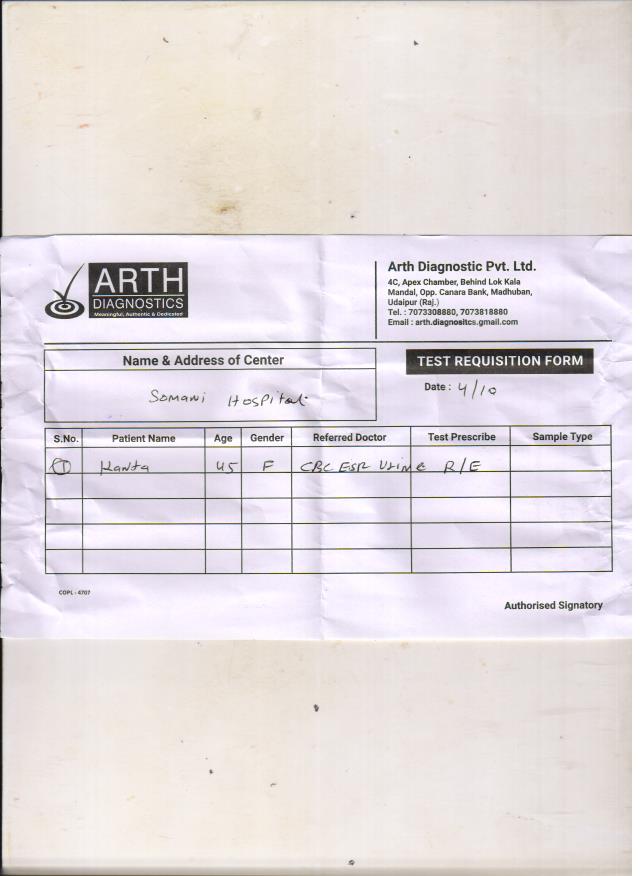 ARTH
DIAGNOSTICS
Meaningful, Authentic & Dedicated
Arth Diagnostic Pvt. Ltd.
4C, Apex Chamber, Behind Lok Kala
Mandal, Opp. Canara Bank, Madhuban,
Udaipur (Raj.)
Tel. : 7073308880, 7073818880
Email : arth.diagnositcs.gmail.com
Name & Address of Center
Somani Hospital
TEST REQUISITION FORM
Date : 4/10
S.No. Patient Name Age Gender Referred Doctor Test Prescribe Sample Type
1 Kanta 45 F CBC ESR Urine R/E
COPL - 4707
Authorised Signatory